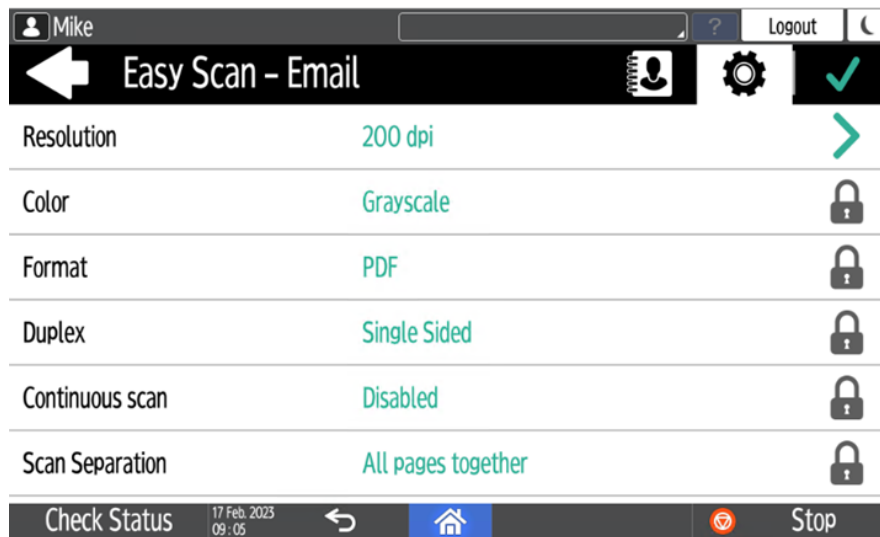 Mike ? Logout
Easy Scan – Email
Resolution 200 dpi
Color Grayscale
Format PDF
Duplex Single Sided
Continuous scan Disabled
Scan Separation All pages together
Check Status 17 Feb. 2023 Stop
09 : 05